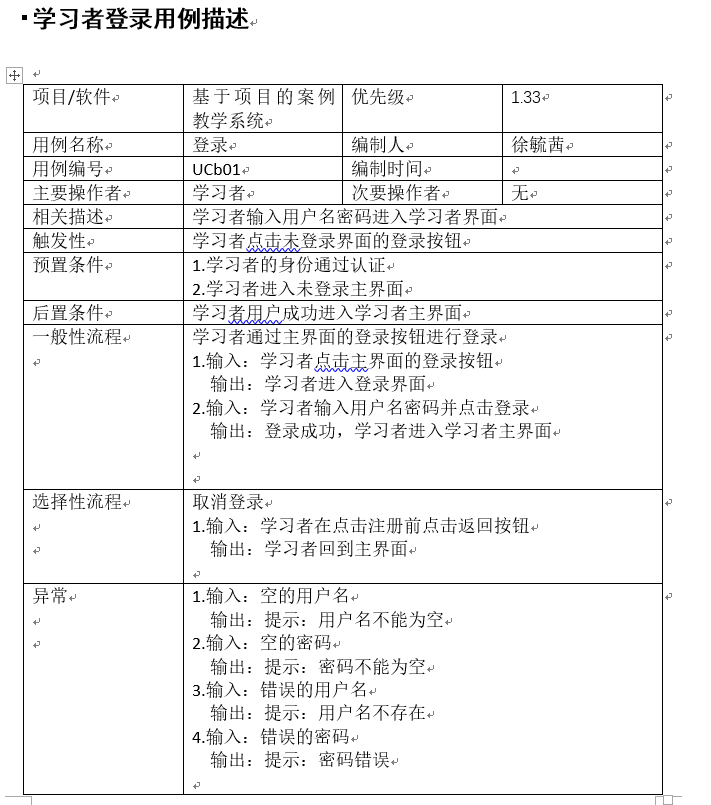 学习者登录用例描述
项目/软件 基于项目的案例 优先级 1.33
教学系统
用例名称 登录 编制人 徐毓茜
用例编号 UCb01 编制时间
主要操作者 学习者 次要操作者 无
相关描述 学习者输入用户名密码进入学习者界面
触发性 学习者点击未登录界面的登录按钮
预置条件 1.学习者的身份通过认证
2.学习者进入未登录主界面
后置条件 学习者用户成功进入学习者主界面
一般性流程 学习者通过主界面的登录按钮进行登录
1.输入：学习者点击主界面的登录按钮
输出：学习者进入登录界面
2.输入：学习者输入用户名密码并点击登录
输出：登录成功，学习者进入学习者主界面
选择性流程 取消登录
1.输入：学习者在点击注册前点击返回按钮
输出：学习者回到主界面
异常 1.输入：空的用户名
输出：提示：用户名不能为空
2.输入：空的密码
输出：提示：密码不能为空
3.输入：错误的用户名
输出：提示：用户名不存在
4.输入：错误的密码
输出：提示：密码错误